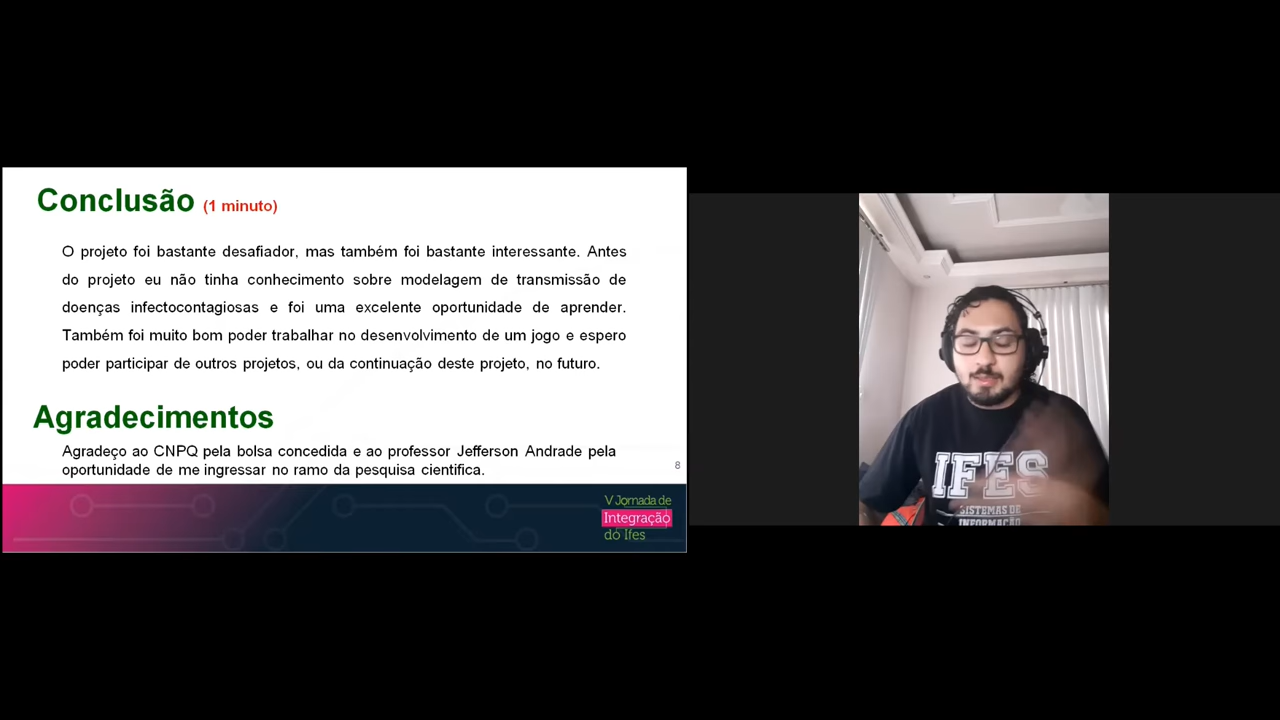 Conclusão (1 minuto)
O projeto foi bastante desafiador, mas também foi bastante interessante. Antes
do projeto eu não tinha conhecimento sobre modelagem de transmissão de
doenças infectocontagiosas e foi uma excelente oportunidade de aprender.
Também foi muito bom poder trabalhar no desenvolvimento de um jogo e espero
poder participar de outros projetos, ou da continuação deste projeto, no futuro.
Agradecimentos
Agradeço ao CNPQ pela bolsa concedida e ao professor Jefferson Andrade pela
oportunidade de me ingressar no ramo da pesquisa cientifica.
8
V Jornada de
Integração
do Ifes
IFES
SISTEMAS DE
INFORMAÇÃO